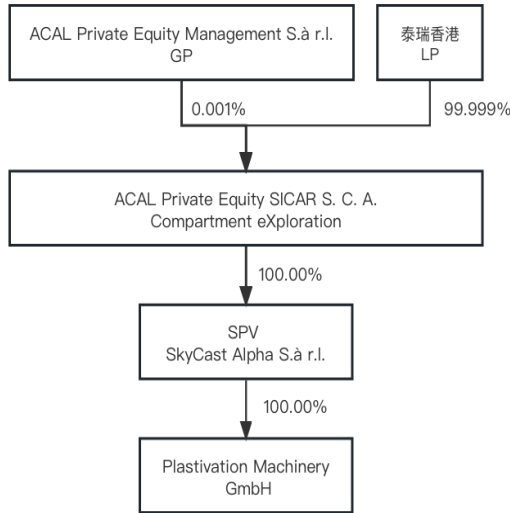 ACAL Private Equity Management S.à r.l.
GP
泰瑞香港
LP
0.001%
99.999%
ACAL Private Equity SICAR S. C. A.
Compartment eXploration
100.00%
SPV
SkyCast Alpha S.à r.l.
100.00%
Plastivation Machinery
GmbH